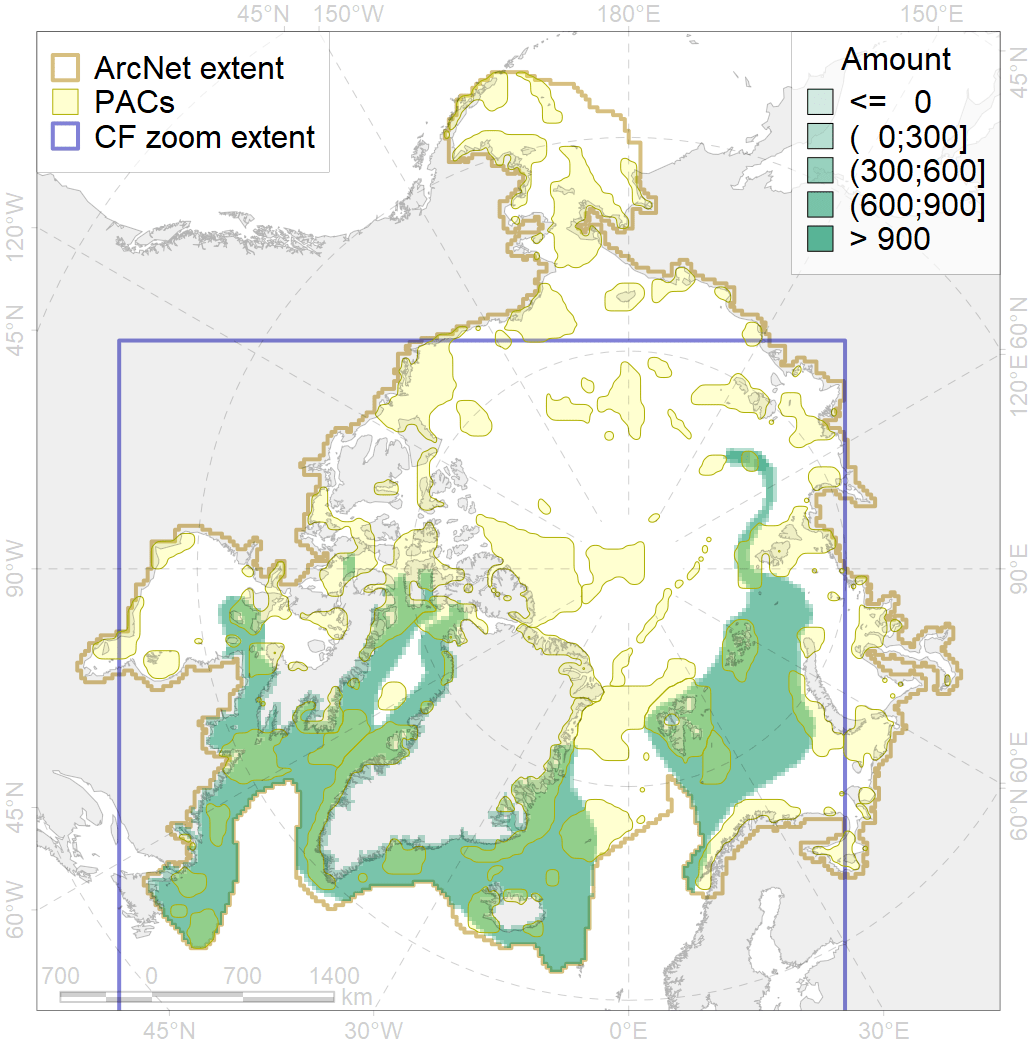 45°N 150°W 180°E 150°E
ArcNet extent
PACs
CF zoom extent
Amount
<= 0
( 0;300]
(300;600]
(600;900]
> 900
45°N
120°W
45°N
90°W
45°N
60°W
60°N
120°E
90°E
60°E
60°N
700 0 700 1400
km
45°N 30°W 0°E 30°E